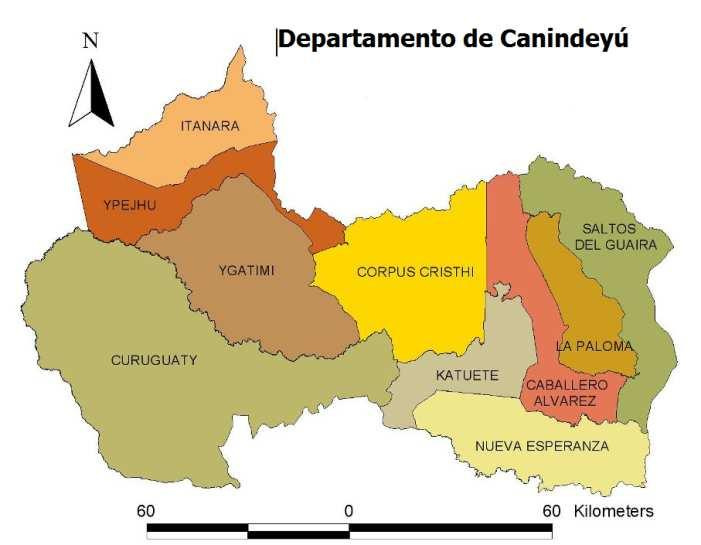 Departamento de Canindeyú
N
ITANARA
YPEJHU
SALTOS
DEL GUAIRA
YGATIMI
CORPUS CRISTHI
LA PALOMA
CURUGUATY
KATUETE
CABALLERO
ALVAREZ
NUEVA ESPERANZA
60 0 60 Kilometers